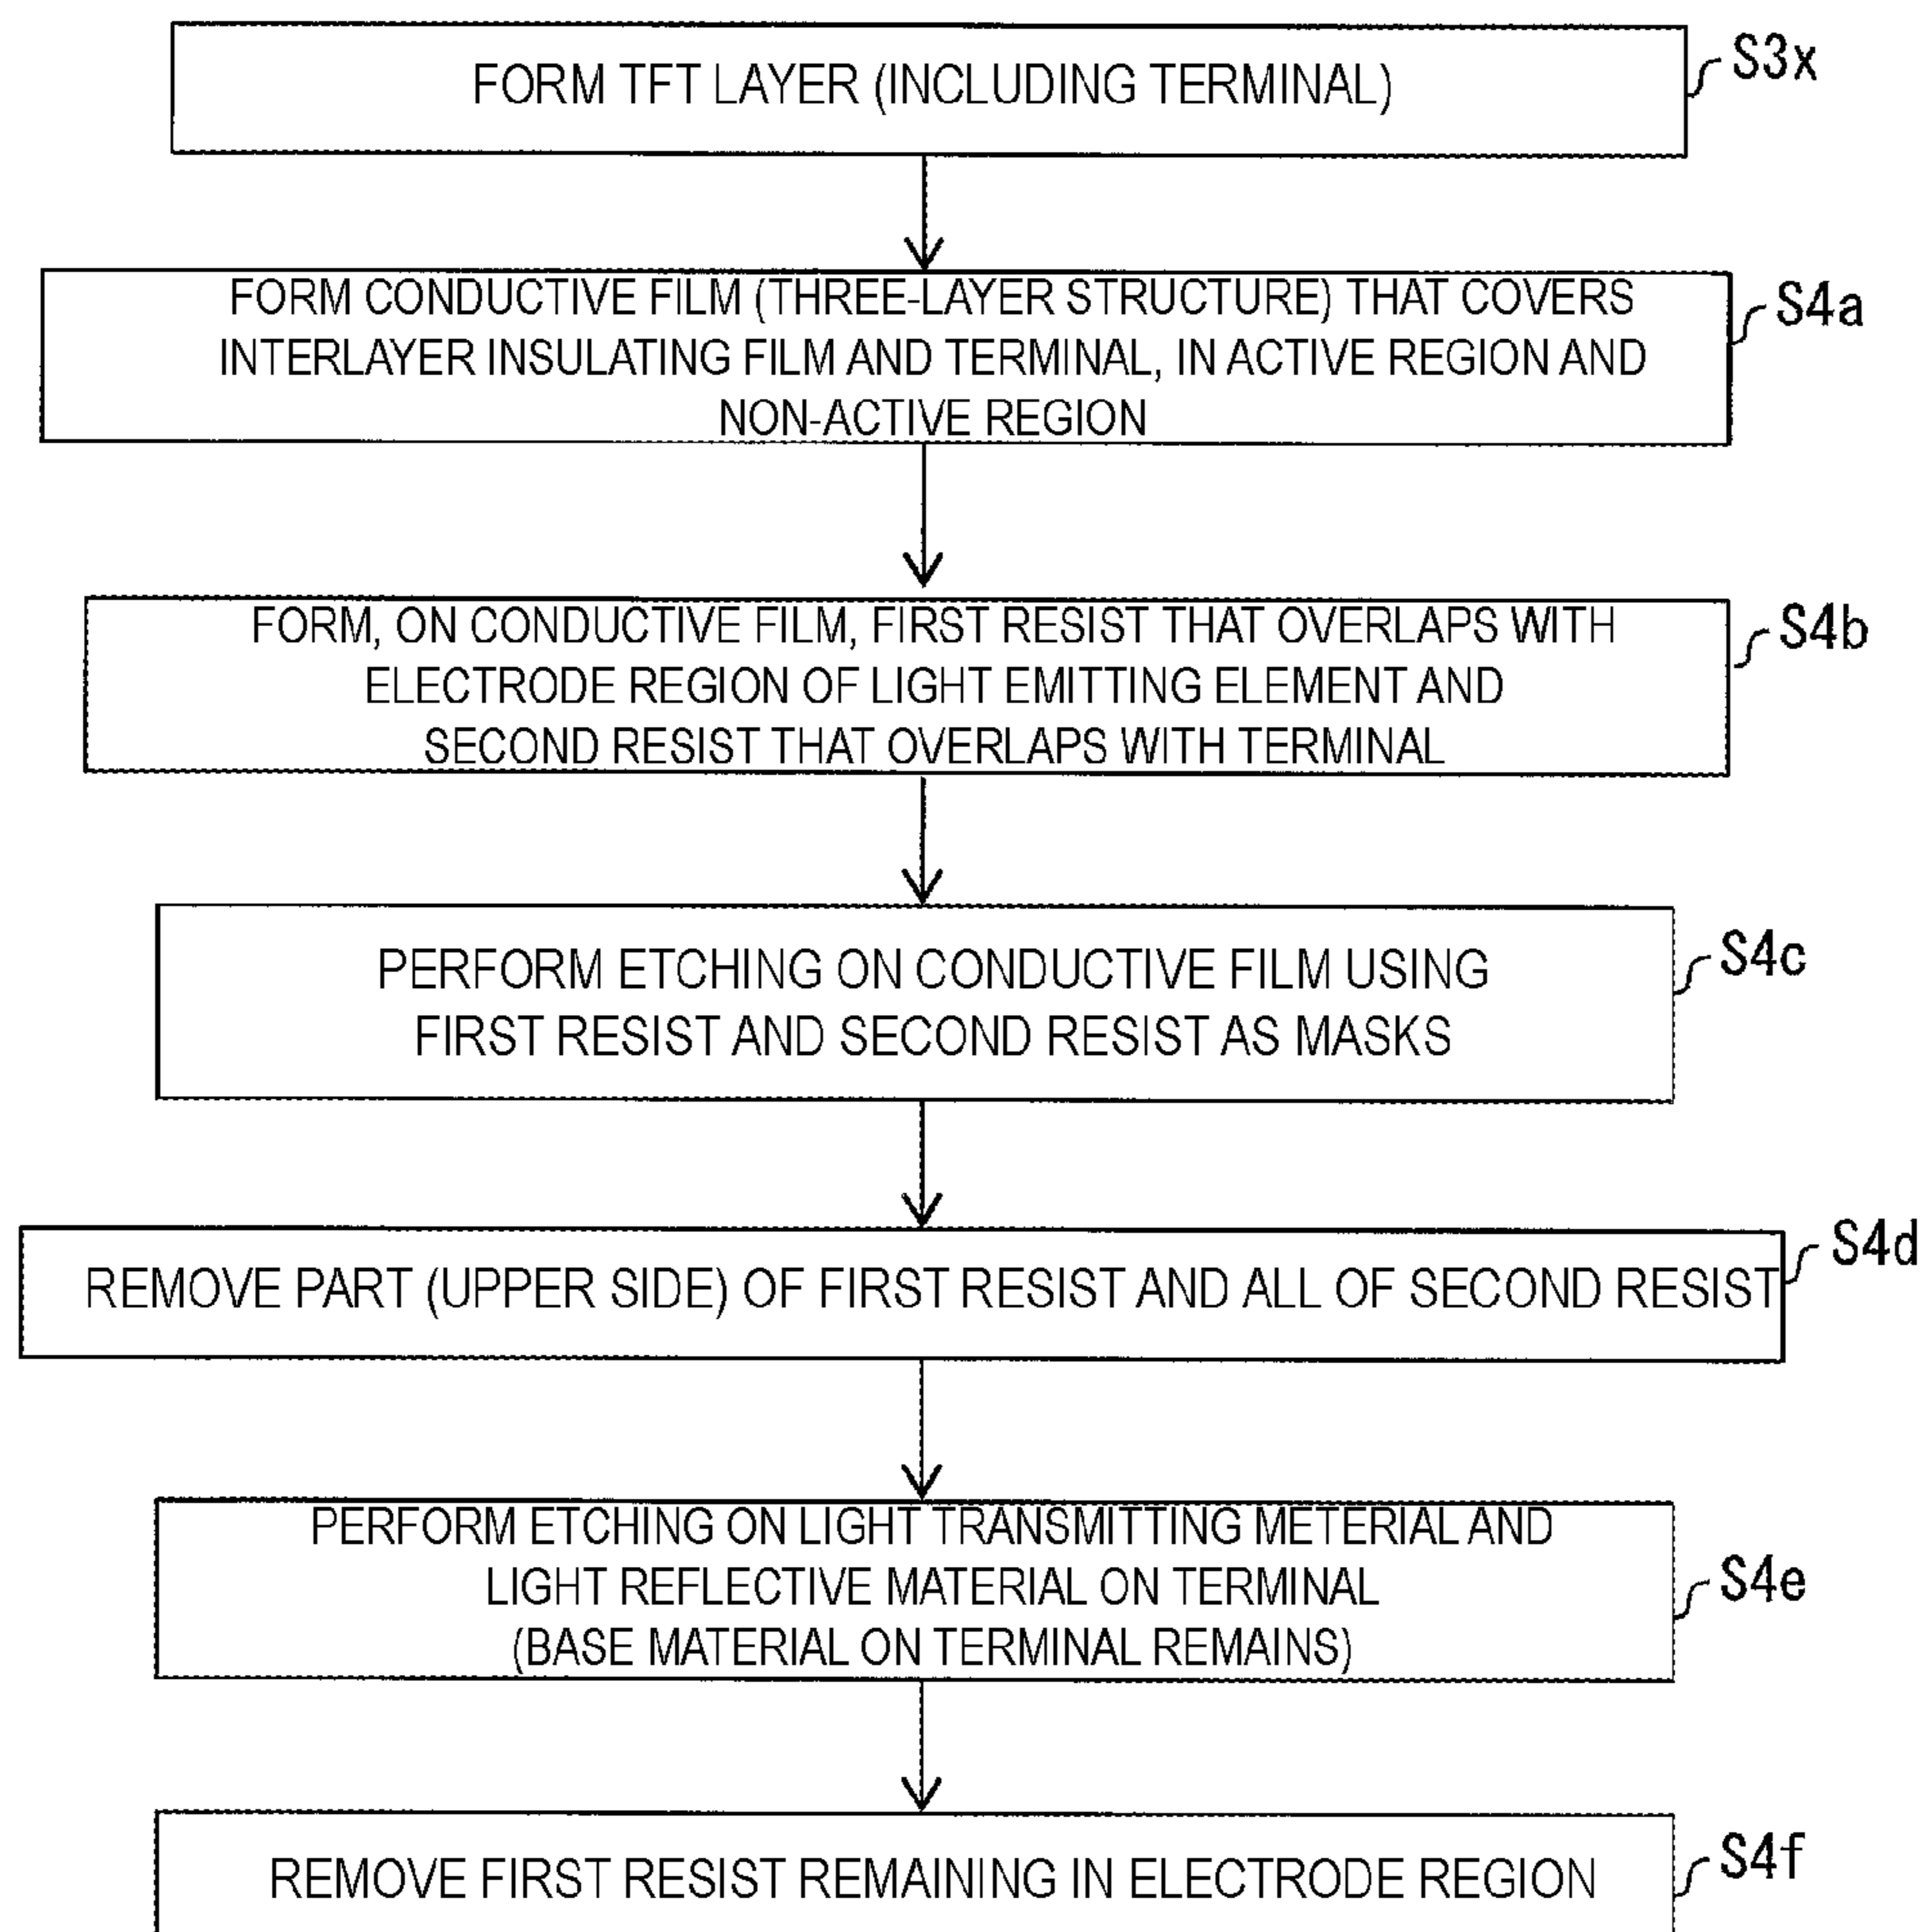 FORM TFT LAYER (INCLUDING TERMINAL)
S3x
FORM CONDUCTIVE FILM (THREE-LAYER STRUCTURE) THAT COVERS
INTERLAYER INSULATING FILM AND TERMINAL, IN ACTIVE REGION AND
NON-ACTIVE REGION
S4a
FORM, ON CONDUCTIVE FILM, FIRST RESIST THAT OVERLAPS WITH
ELECTRODE REGION OF LIGHT EMITTING ELEMENT AND
SECOND RESIST THAT OVERLAPS WITH TERMINAL
S4b
PERFORM ETCHING ON CONDUCTIVE FILM USING
FIRST RESIST AND SECOND RESIST AS MASKS
S4c
REMOVE PART (UPPER SIDE) OF FIRST RESIST AND ALL OF SECOND RESIST
S4d
PERFORM ETCHING ON LIGHT TRANSMITTING METERIAL AND
LIGHT REFLECTIVE MATERIAL ON TERMINAL
(BASE MATERIAL ON TERMINAL REMAINS)
S4e
REMOVE FIRST RESIST REMAINING IN ELECTRODE REGION
S4f